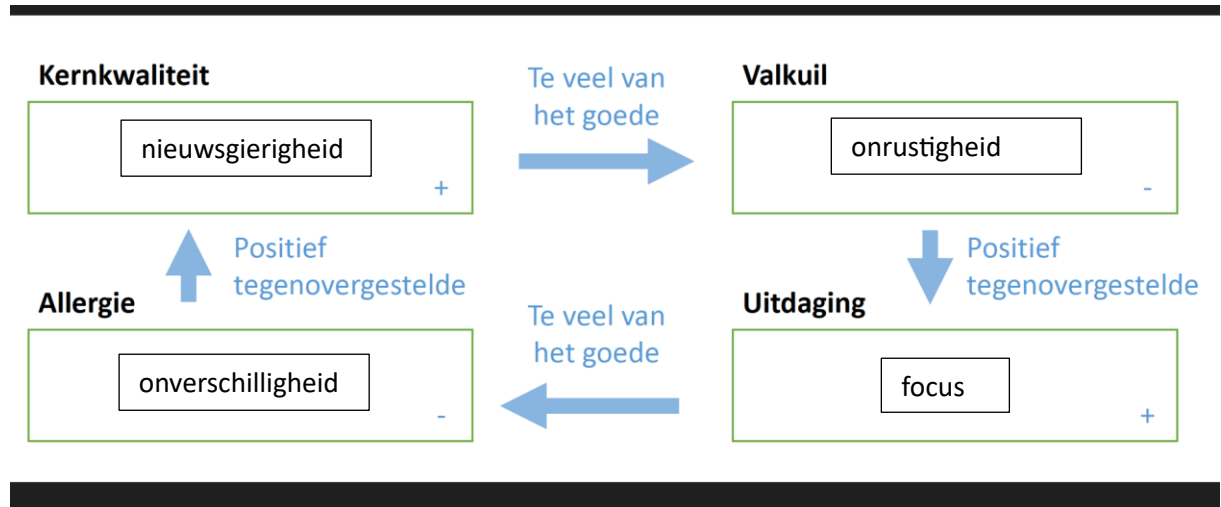 Kernkwaliteit
Te veel van
het goede
Valkuil
nieuwsgierigheid
+
onrustigheid
-
Positief
tegenovergestelde
Positief
tegenovergestelde
Allergie
Te veel van
het goede
Uitdaging
onverschilligheid
-
focus
+